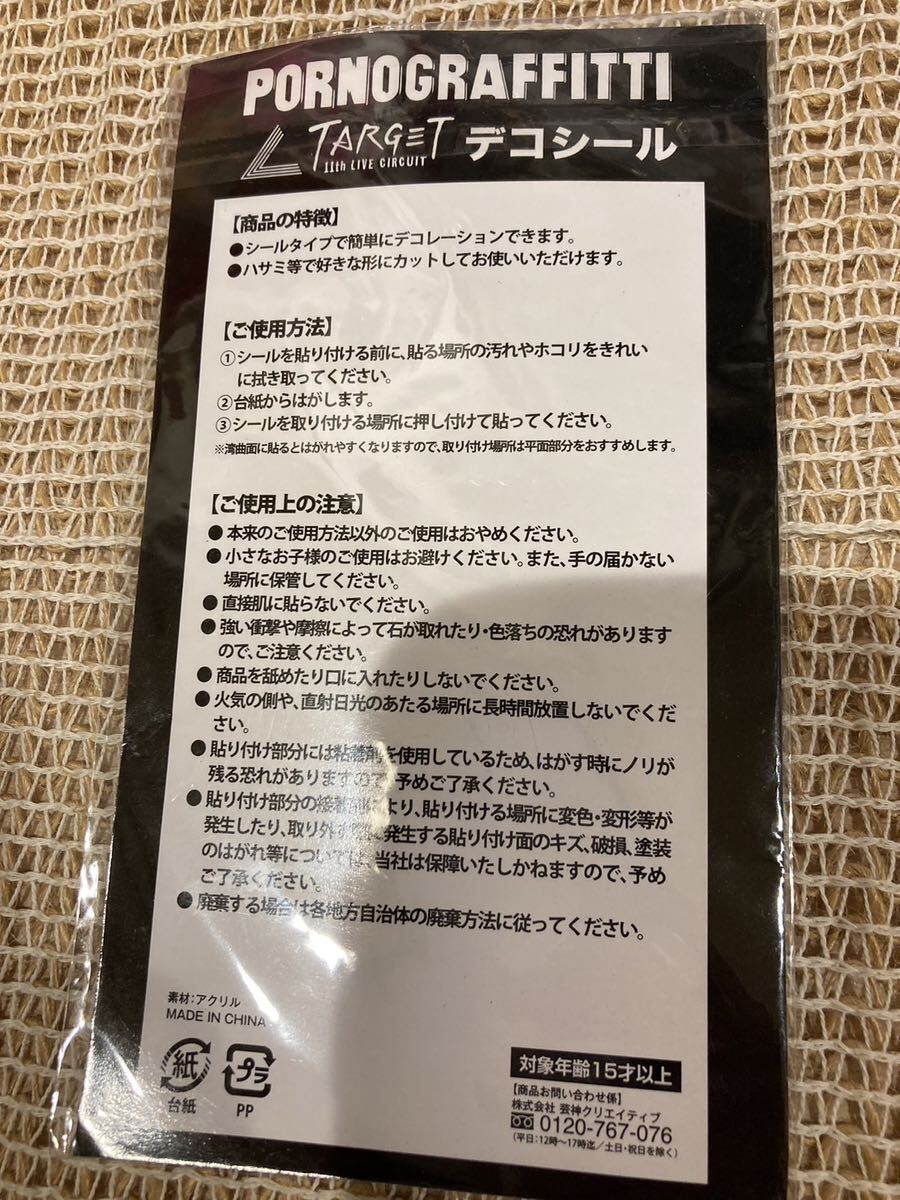 PORNOGRAFFITTI
TARGET デコシール
11th LIVE CIRCUIT
【商品の特徴】
●シールタイプで簡単にデコレーションできます。
●ハサミ等で好きな形にカットしてお使いいただけます。
【ご使用方法】
①シールを貼り付ける前に、貼る場所の汚れやホコリをきれい
に拭き取ってください。
②台紙からはがします。
③シールを取り付ける場所に押し付けて貼ってください。
※湾曲面に貼るとはがれやすくなりますので、取り付け場所は平面部分をおすすめします。
【ご使用上の注意】
●本来のご使用方法以外のご使用はおやめください。
●小さなお子様のご使用はお避けください。また、手の届かない
場所に保管してください。
●直接肌に貼らないでください。
●強い衝撃や摩擦によって石が取れたり・色落ちの恐れがあります
ので、ご注意ください。
●商品を舐めたり口に入れたりしないでください。
●火気の側や、直射日光のあたる場所に長時間放置しないでくだ
さい。
●貼り付け部分には粘着剤を使用しているため、はがす時にノリが
残る恐れがありますので、予めご了承ください。
●貼り付け部分の接着剤により、貼り付ける場所に変色・変形等が
発生したり、取り外す際に発生する貼り付け面のキズ、破損、塗装
のはがれ等については、当社は保障いたしかねますので、予め
ご了承ください。
●廃棄する場合は各地方自治体の廃棄方法に従ってください。
素材：アクリル
MADE IN CHINA
紙
台紙
プラ
PP
対象年齢15才以上
【商品お問い合わせ係】
株式会社 芸神クリエイティブ
0120-767-076
（平日：12時～17時迄／土日・祝日を除く）